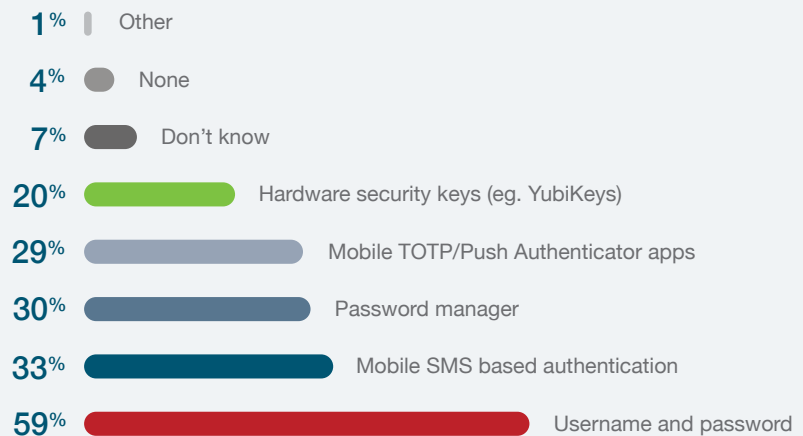 1% Other
4% None
7% Don’t know
20% Hardware security keys (eg. YubiKeys)
29% Mobile TOTP/Push Authenticator apps
30% Password manager
33% Mobile SMS based authentication
59% Username and password